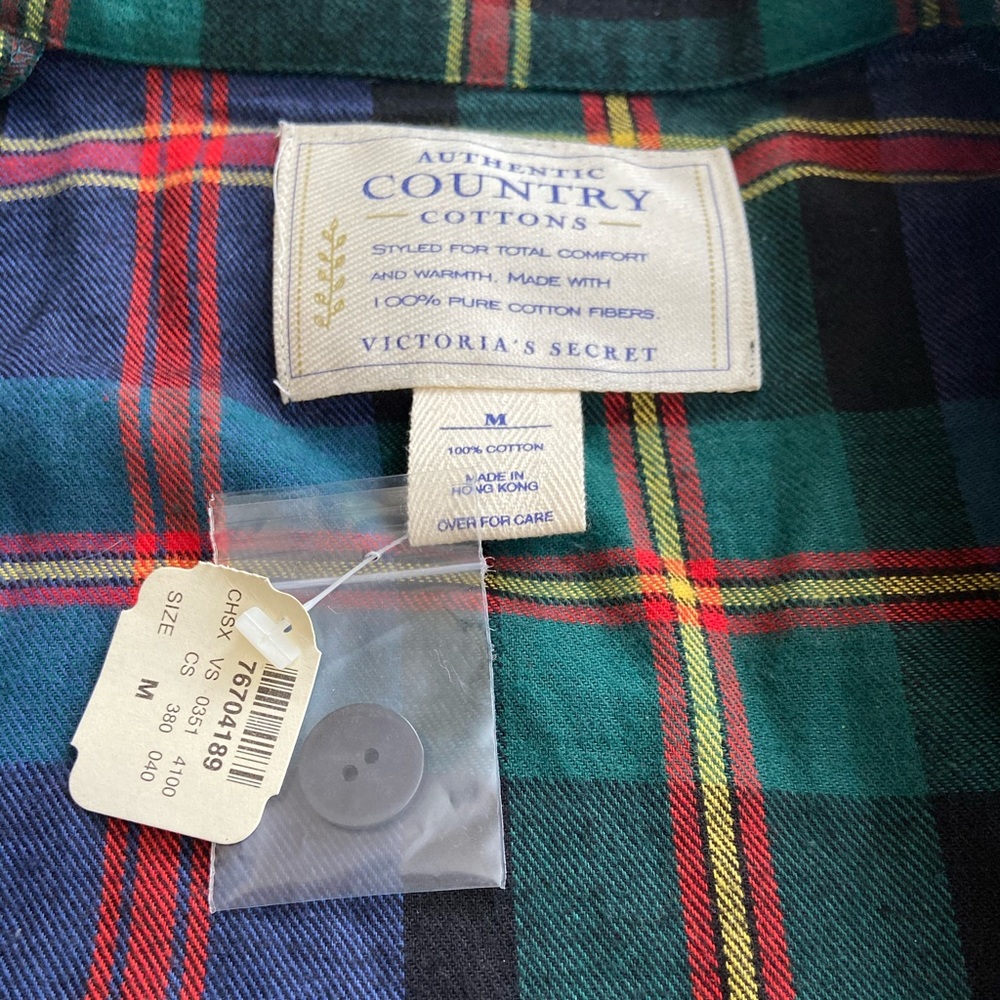 AUTHENTIC
COUNTRY
COTTONS
STYLED FOR TOTAL COMFORT
AND WARMTH. MADE WITH
100% PURE COTTON FIBERS.
VICTORIA'S SECRET
M
100% COTTON
MADE IN
HONG KONG
OVER FOR CARE
76704189
CHSX VS 0351 4100
CS 380 040
SIZE M